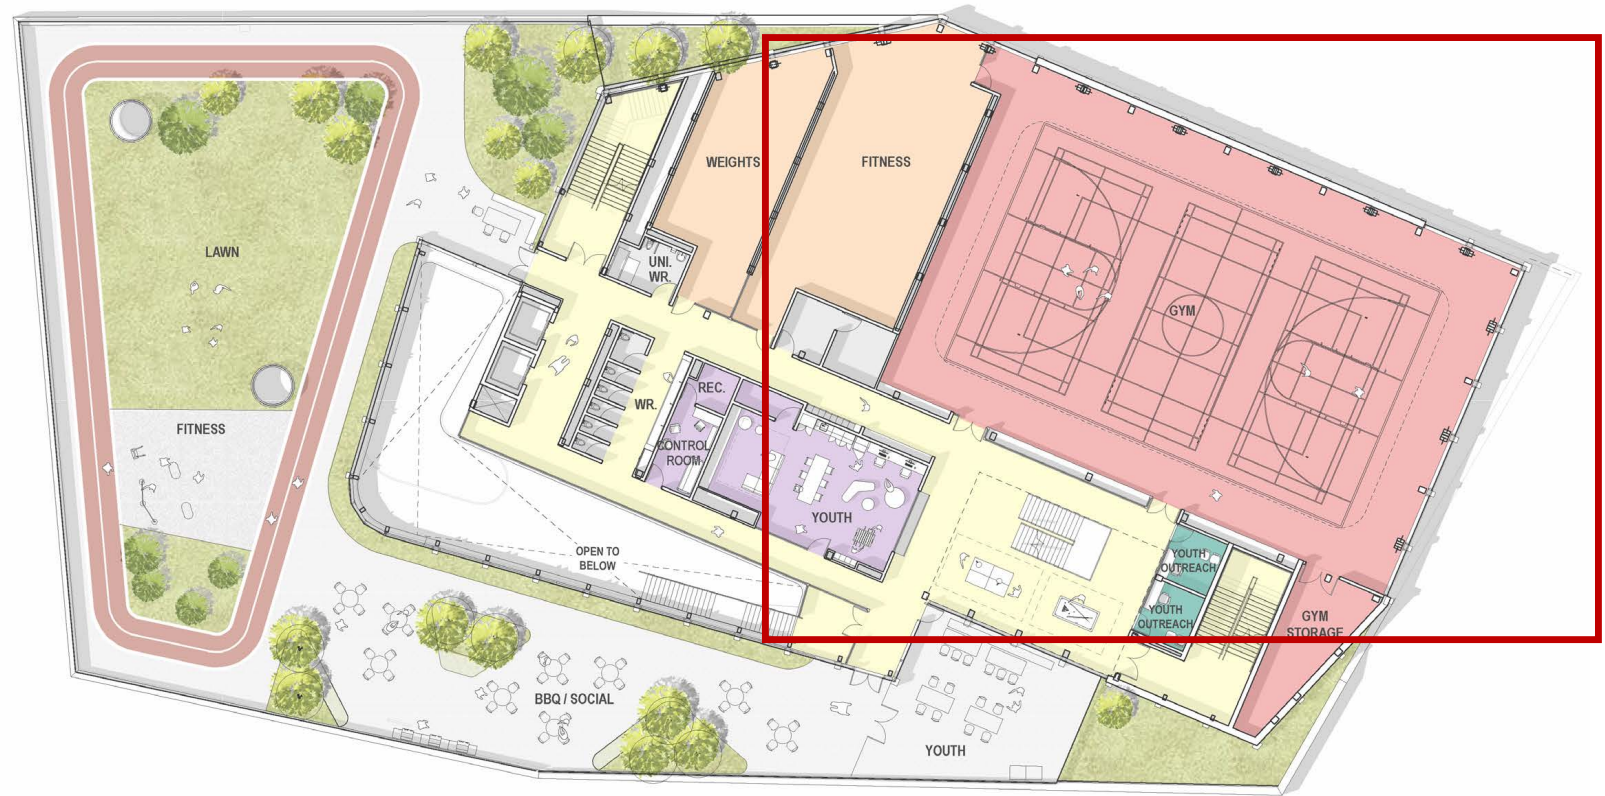 WEIGHTS
FITNESS
LAWN
UNI.
WR.
GYM
REC.
WR.
FITNESS
CONTROL
ROOM
YOUTH
OPEN TO
BELOW
YOUTH
OUTREACH
YOUTH
OUTREACH
GYM
STORAGE
BBQ / SOCIAL
YOUTH